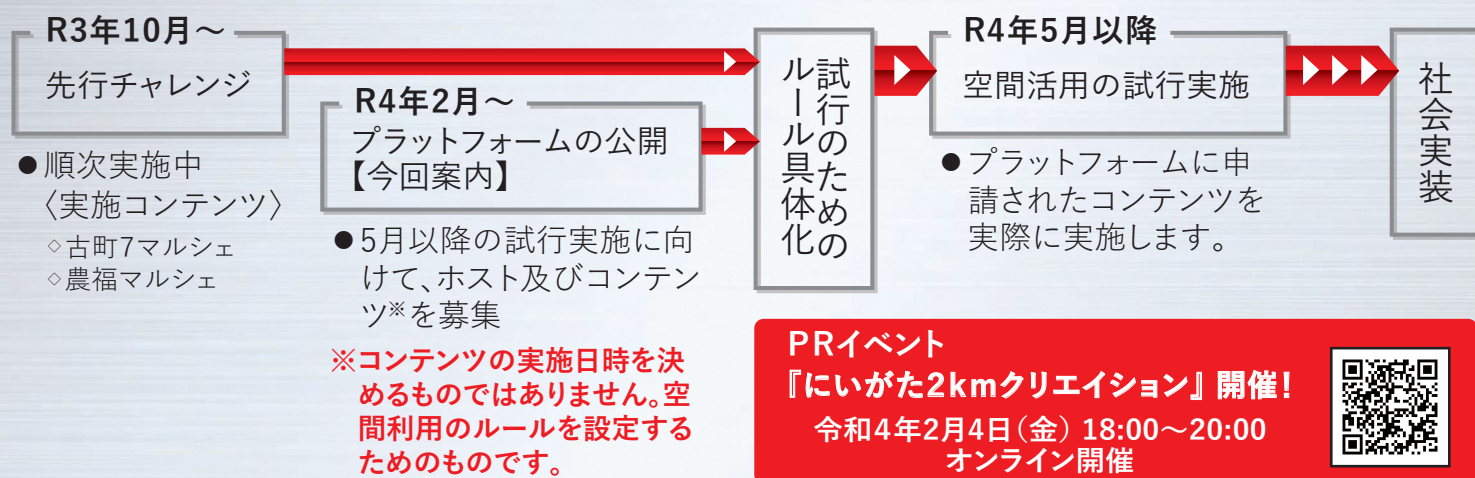 R3年10月〜
先行チャレンジ
●順次実施中
〈実施コンテンツ〉
◇古町7マルシェ
◇農福マルシェ
R4年2月〜
プラットフォームの公開
【今回案内】
●5月以降の試行実施に向
けて、ホスト及びコンテン
ツ※を募集
※コンテンツの実施日時を決
めるものではありません。空
間利用のルールを設定する
ためのものです。
試行のための
ルール具体化
R4年5月以降
空間活用の試行実施
●プラットフォームに申
請されたコンテンツを
実際に実施します。
社会実装
PRイベント
『にいがた2kmクリエイション』開催!
令和4年2月4日(金) 18:00〜20:00
オンライン開催